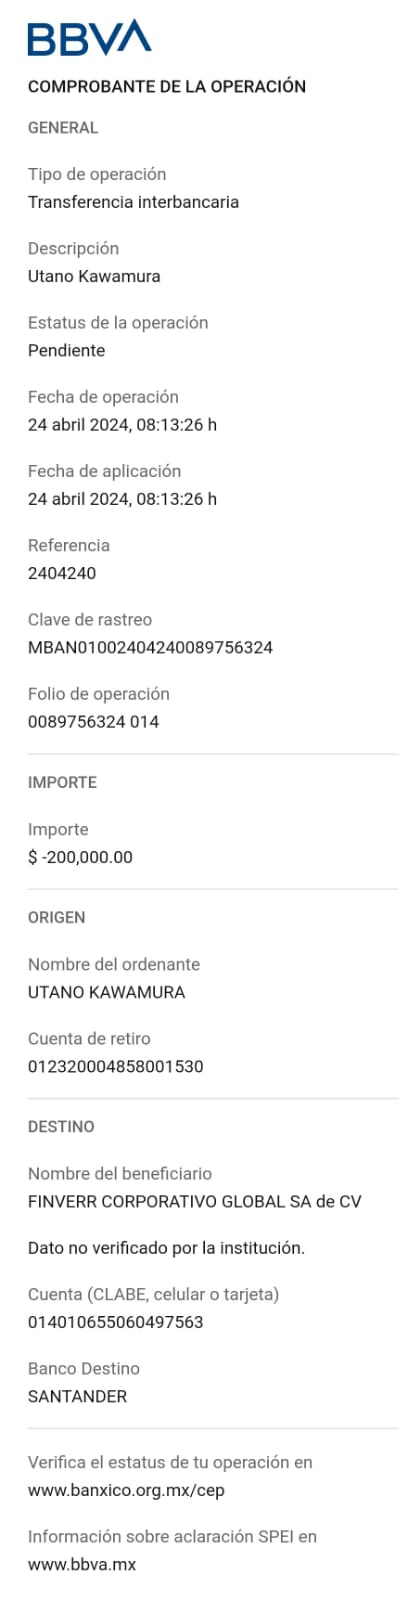 BBVA
COMPROBANTE DE LA OPERACIÓN
GENERAL
Tipo de operación
Transferencia interbancaria
Descripción
Utano Kawamura
Estatus de la operación
Pendiente
Fecha de operación
24 abril 2024, 08:13:26 h
Fecha de aplicación
24 abril 2024, 08:13:26 h
Referencia
2404240
Clave de rastreo
MBAN01002404240089756324
Folio de operación
0089756324 014
IMPORTE
Importe
$ -200,000.00
ORIGEN
Nombre del ordenante
UTANO KAWAMURA
Cuenta de retiro
012320004858001530
DESTINO
Nombre del beneficiario
FINVERR CORPORATIVO GLOBAL SA de CV
Dato no verificado por la institución.
Cuenta (CLABE, celular o tarjeta)
014010655060497563
Banco Destino
SANTANDER
Verifica el estatus de tu operación en
www.banxico.org.mx/cep
Información sobre aclaración SPEI en
www.bbva.mx